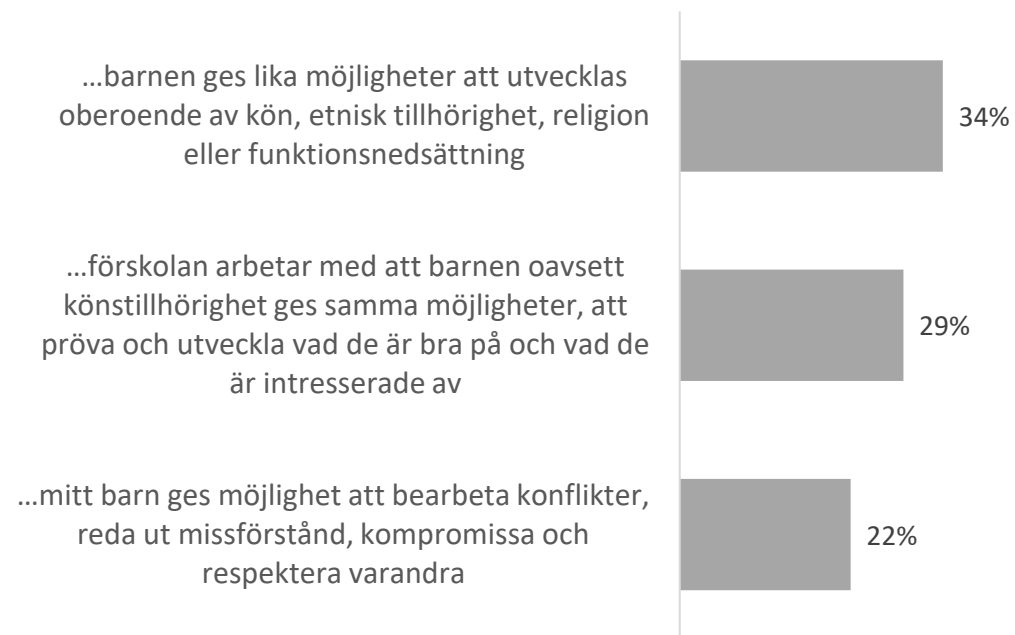 …barnen ges lika möjligheter att utvecklas
oberoende av kön, etnisk tillhörighet, religion
eller funktionsnedsättning
34%
…förskolan arbetar med att barnen oavsett
könstillhörighet ges samma möjligheter, att
pröva och utveckla vad de är bra på och vad de
är intresserade av
29%
…mitt barn ges möjlighet att bearbeta konflikter,
reda ut missförstånd, kompromissa och
respektera varandra
22%